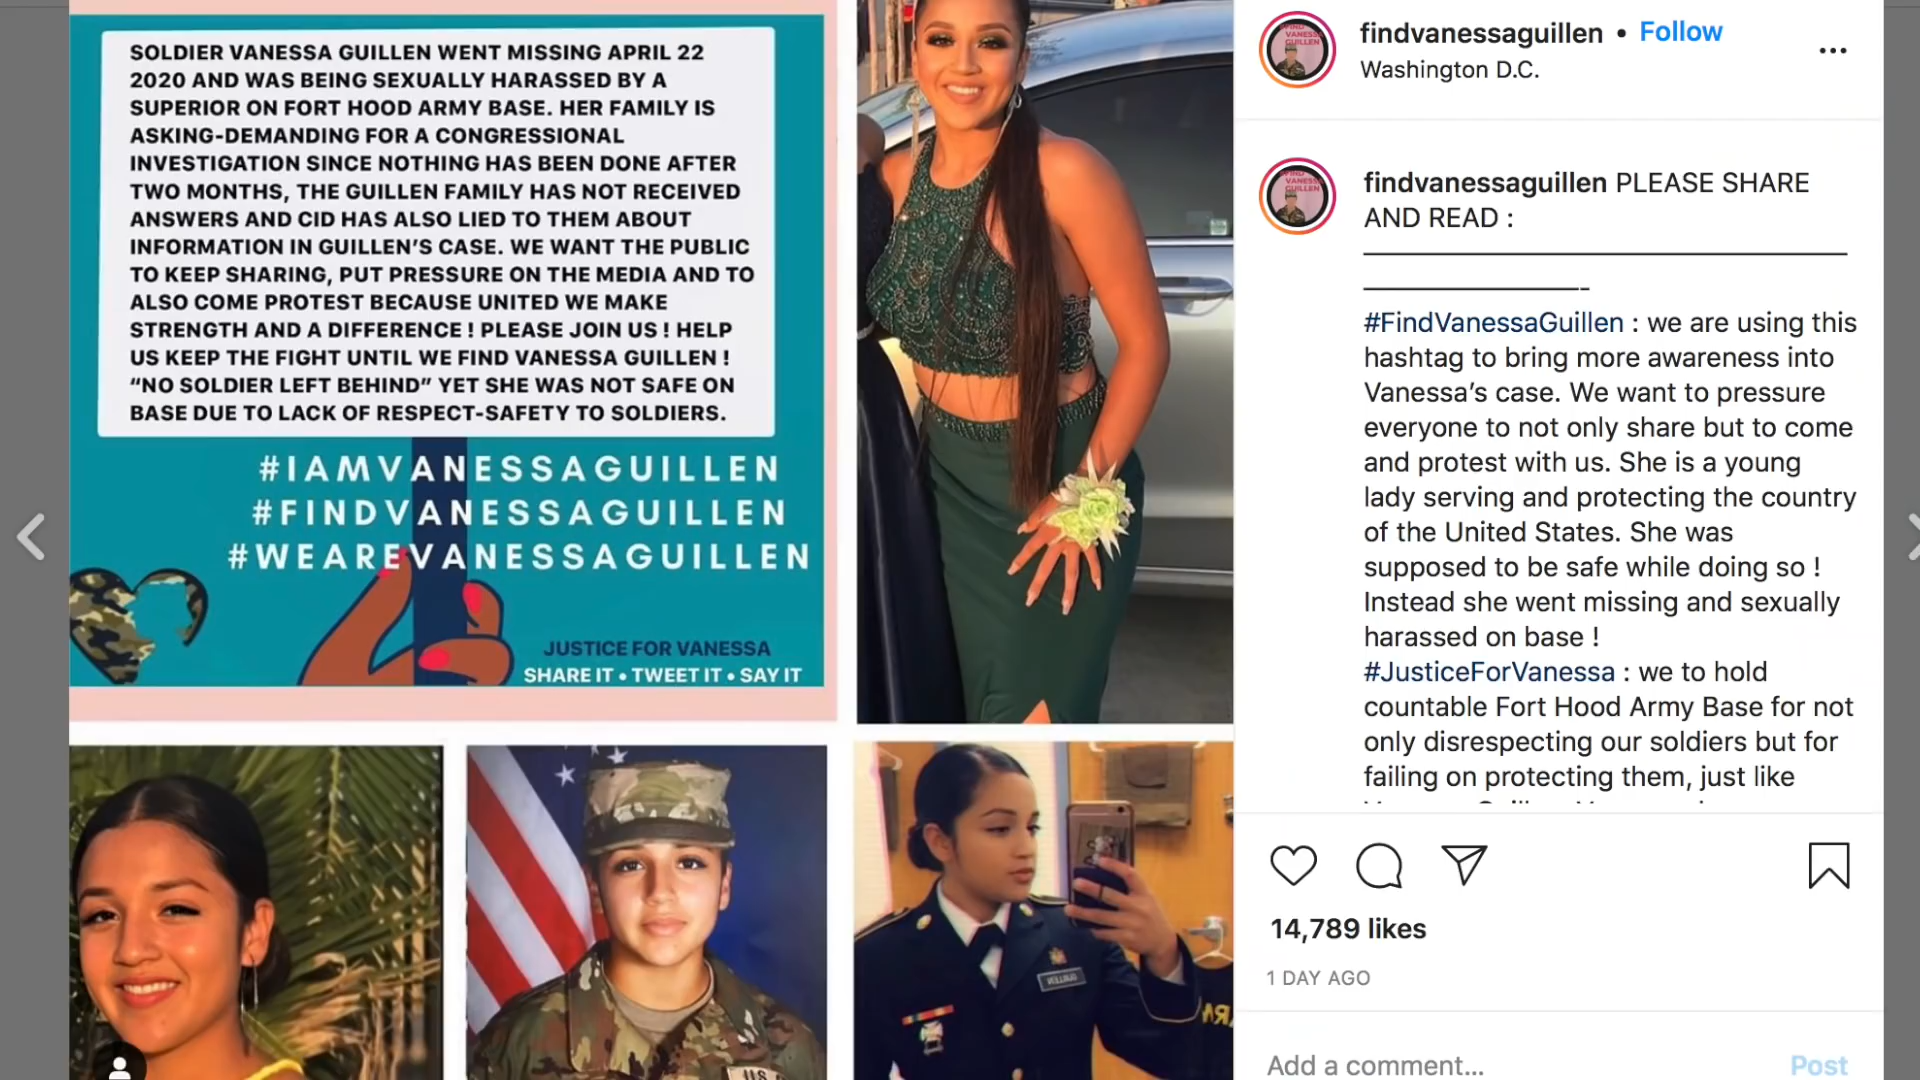 SOLDIER VANESSA GUILLEN WENT MISSING APRIL 22
2020 AND WAS BEING SEXUALLY HARASSED BY A
SUPERIOR ON FORT HOOD ARMY BASE. HER FAMILY IS
ASKING-DEMANDING FOR A CONGRESSIONAL
INVESTIGATION SINCE NOTHING HAS BEEN DONE AFTER
TWO MONTHS, THE GUILLEN FAMILY HAS NOT RECEIVED
ANSWERS AND CID HAS ALSO LIED TO THEM ABOUT
INFORMATION IN GUILLEN'S CASE. WE WANT THE PUBLIC
TO KEEP SHARING, PUT PRESSURE ON THE MEDIA AND TO
ALSO COME PROTEST BECAUSE UNITED WE MAKE
STRENGTH AND A DIFFERENCE ! PLEASE JOIN US ! HELP
US KEEP THE FIGHT UNTIL WE FIND VANESSA GUILLEN !
“NO SOLDIER LEFT BEHIND” YET SHE WAS NOT SAFE ON
BASE DUE TO LACK OF RESPECT-SAFETY TO SOLDIERS.
#IAMVANESSAGUILLEN
#FINDVANESSAGUILLEN
#WEAREVANESSAGUILLEN
JUSTICE FOR VANESSA
SHARE IT • TWEET IT • SAY IT
U.S.
findvanessaguillen • Follow
Washington D.C.
findvanessaguillen PLEASE SHARE
AND READ :
#FindVanessaGuillen : we are using this
hashtag to bring more awareness into
Vanessa’s case. We want to pressure
everyone to not only share but to come
and protest with us. She is a young
lady serving and protecting the country
of the United States. She was
supposed to be safe while doing so !
Instead she went missing and sexually
harassed on base !
#JusticeForVanessa : we to hold
countable Fort Hood Army Base for not
only disrespecting our soldiers but for
failing on protecting them, just like
14,789 likes
1 DAY AGO
Add a comment...
Post